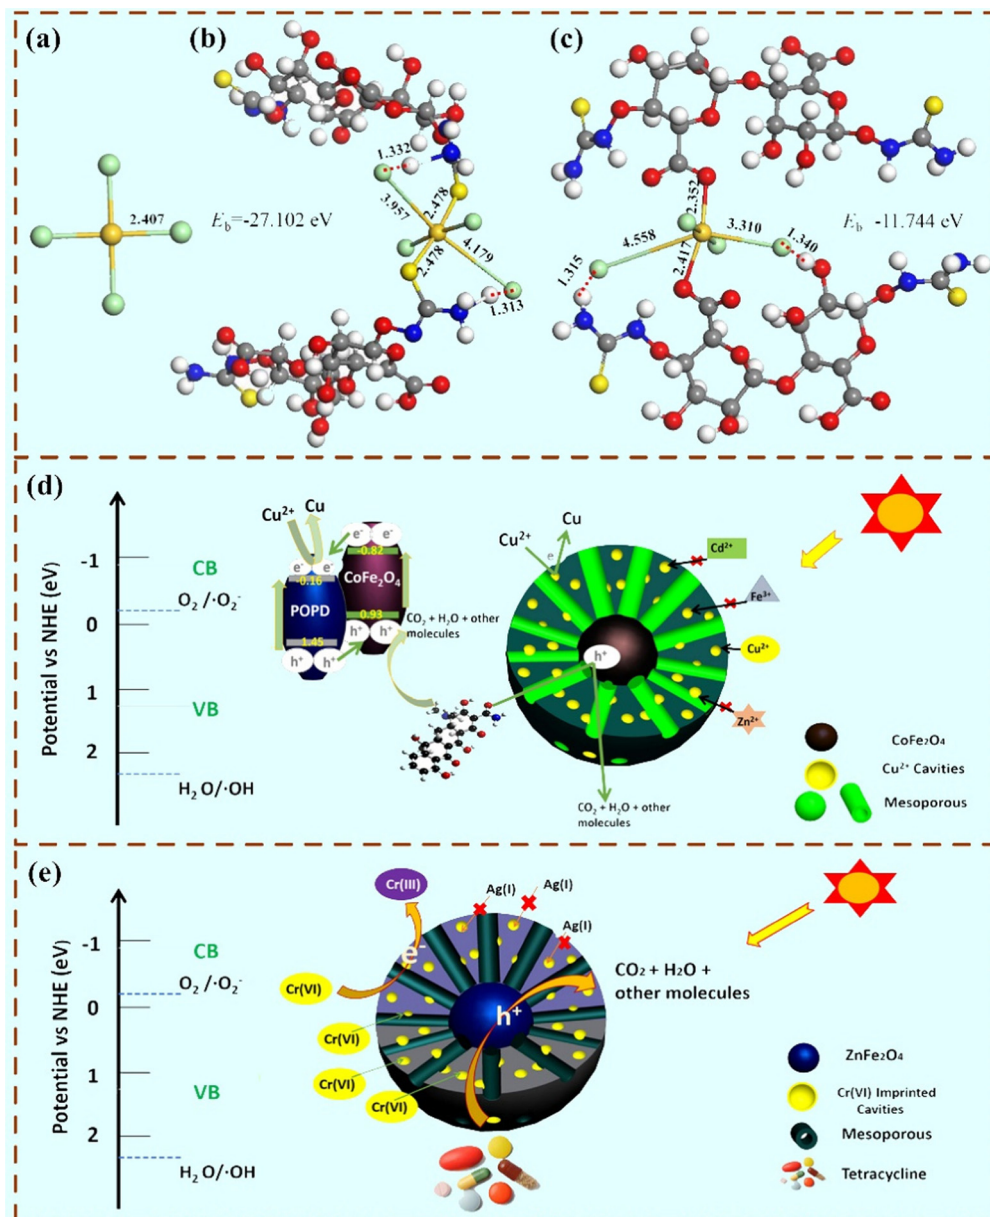 (a)
(b)
(c)
2.407
Eb=-27.102 eV
1.332
3.957
2.478
2.478
4.179
1.313
2.352
4.558
3.310
1.340
1.315
2.417
Eb -11.744 eV
(d)
Potential vs NHE (eV)
-1
0
1
2
CB
O2 /·O2-
VB
H2 O/·OH
Cu2+
Cu
e- e-
-0.82
e- e-
-0.16
CoFe2O4
POPD
0.93
1.45
h+ h+
h+ h+
CO2 + H2O + other
molecules
Cu2+
Cu
e
h+
Cd2+
Fe3+
Cu2+
Zn2+
CO2 + H2O + other
molecules
CoFe2O4
Cu2+ Cavities
Mesoporous
(e)
Potential vs NHE (eV)
-1
0
1
2
CB
O2 /·O2-
VB
H2 O/·OH
Cr(III)
e-
Cr(VI)
Cr(VI)
Cr(VI)
Cr(VI)
Ag(I)
Ag(I)
Ag(I)
h+
CO2 + H2O +
other molecules
ZnFe2O4
Cr(VI) Imprinted
Cavities
Mesoporous
Tetracycline